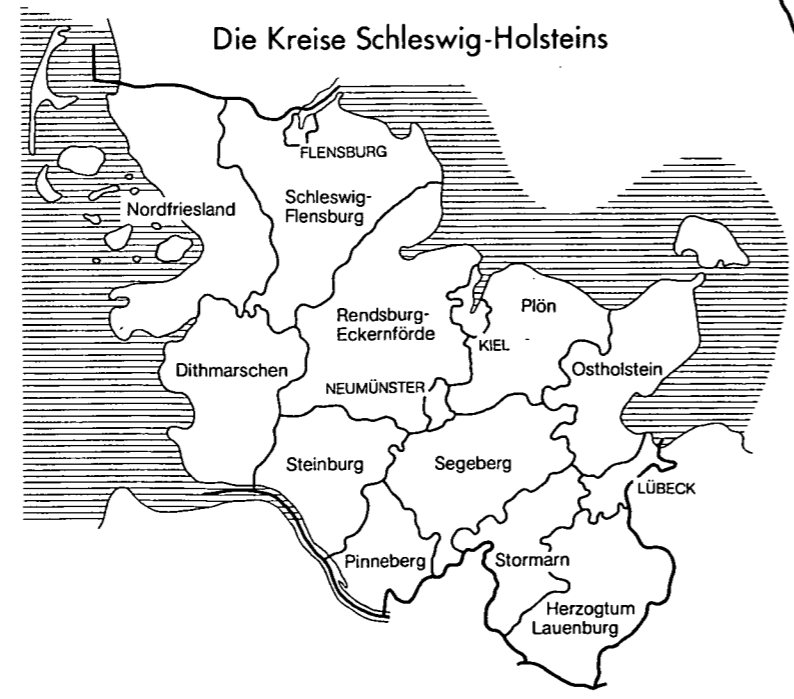 Die Kreise Schleswig-Holsteins
FLENSBURG
Schleswig-
Flensburg
Nordfriesland
Rendsburg-
Eckernförde
Plön
KIEL
Dithmarschen
Ostholstein
NEUMÜNSTER
Steinburg
Segeberg
LÜBECK
Pinneberg
Stormarn
Herzogtum
Lauenburg